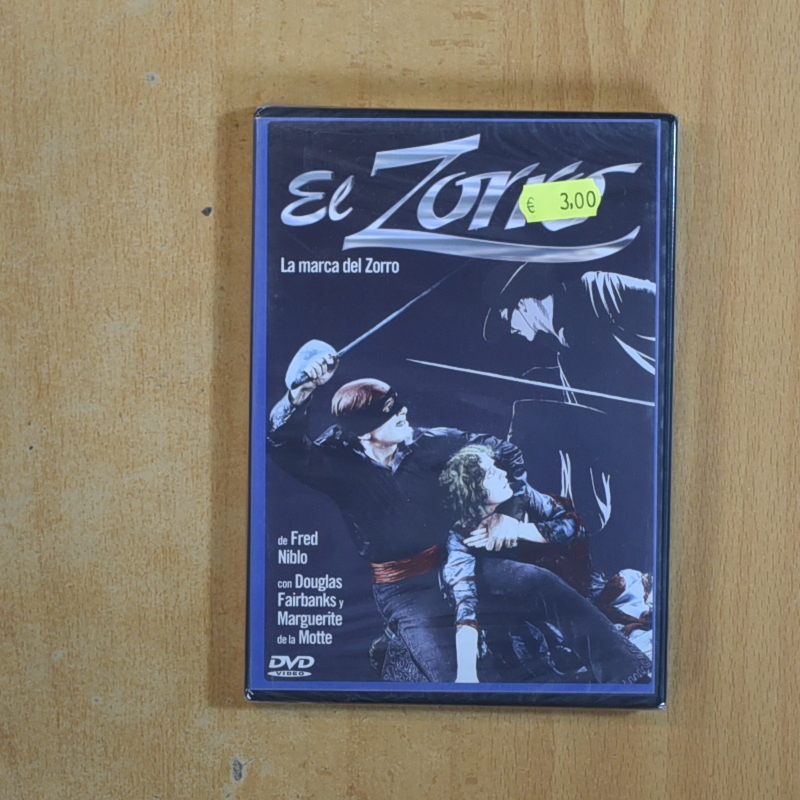 El Zorro
€ 3,00
La marca del Zorro
de Fred
Niblo
con Douglas
Fairbanks y
Marguerite
de la Motte
DVD
VIDEO